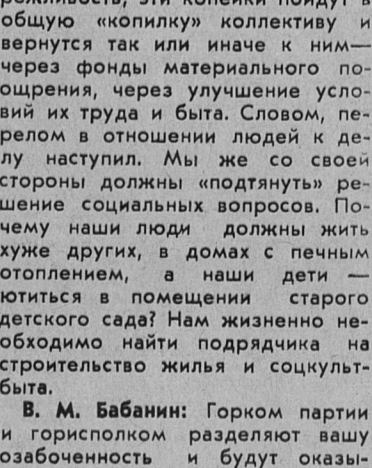 режливость, эти копейки пойдут в
общую «копилку» коллективу и
вернутся так или иначе к ним—
через фонды материального по-
ощрения, через улучшение усло-
вий их труда и быта. Словом, пе-
релом в отношении людей к де-
лу наступил. Мы же со своей
стороны должны «подтянуть» ре-
шение социальных вопросов. По-
чему наши люди должны жить
хуже других, в домах с печным
отоплением, а наши дети —
ютиться в помещении старого
детского сада? Нам жизненно не-
обходимо найти подрядчика на
строительство жилья и соцкульт-
быта.
В. М. Бабанин: Горком партии
и горисполком разделяют вашу
озабоченность и будут оказы-